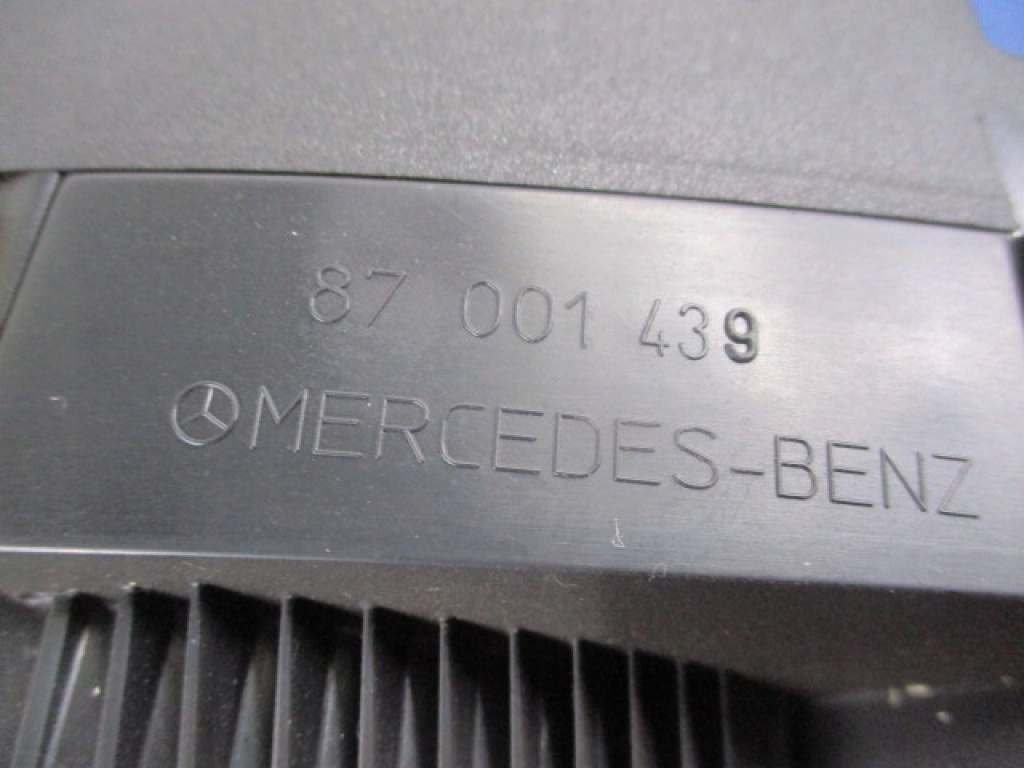 87 001 439
MERCEDES-BENZ